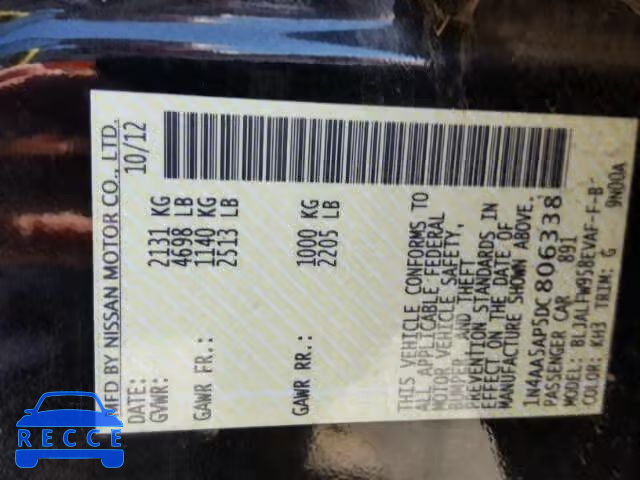 MFD BY NISSAN MOTOR CO., LTD.
DATE: 10/12
GVWR: 2131 KG
4698 LB
GAWR FR.: 1140 KG
2513 LB
GAWR RR.: 1000 KG
2205 LB
THIS VEHICLE CONFORMS TO
ALL APPLICABLE FEDERAL
MOTOR VEHICLE SAFETY,
BUMPER, AND THEFT
PREVENTION STANDARDS IN
EFFECT ON THE DATE OF
MANUFACTURE SHOWN ABOVE.
1N4AA5AP5DC806338
PASSENGER CAR 891
MODEL: BLJALFW95REVAF-F-B-
COLOR: KH3 TRIM: G 9N00A
RECCE